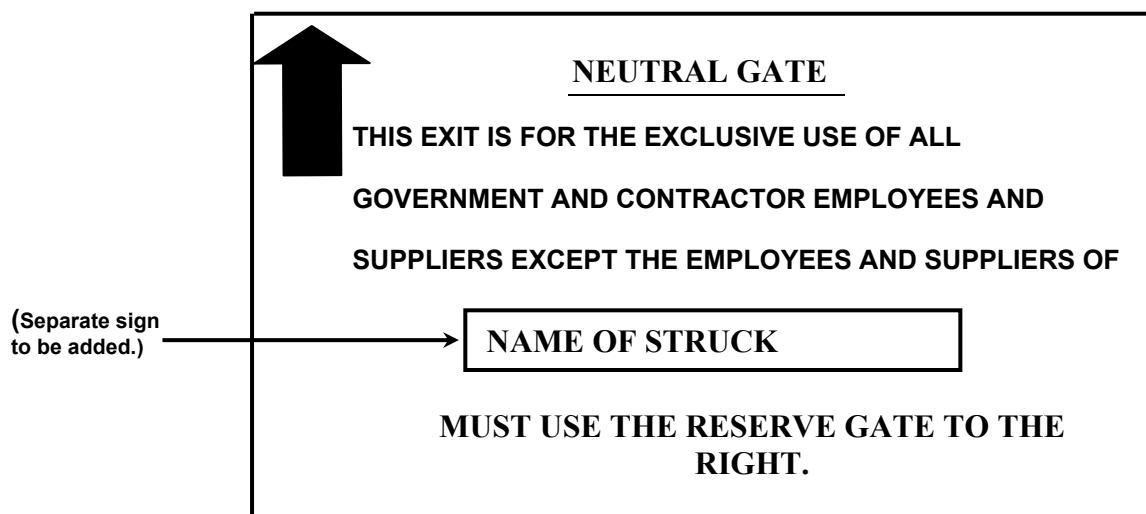 NEUTRAL GATE
THIS EXIT IS FOR THE EXCLUSIVE USE OF ALL
GOVERNMENT AND CONTRACTOR EMPLOYEES AND
SUPPLIERS EXCEPT THE EMPLOYEES AND SUPPLIERS OF
(Separate sign
to be added.)
NAME OF STRUCK
MUST USE THE RESERVE GATE TO THE
RIGHT.